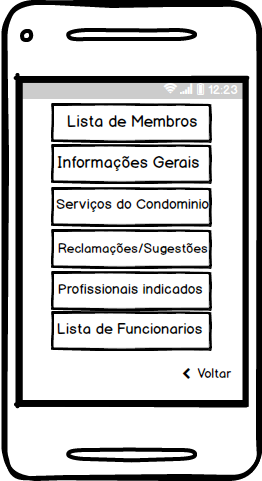 12:23
Lista de Membros
Informações Gerais
Serviços do Condominio
Reclamações/Sugestões
Profissionais indicados
Lista de Funcionarios
Voltar